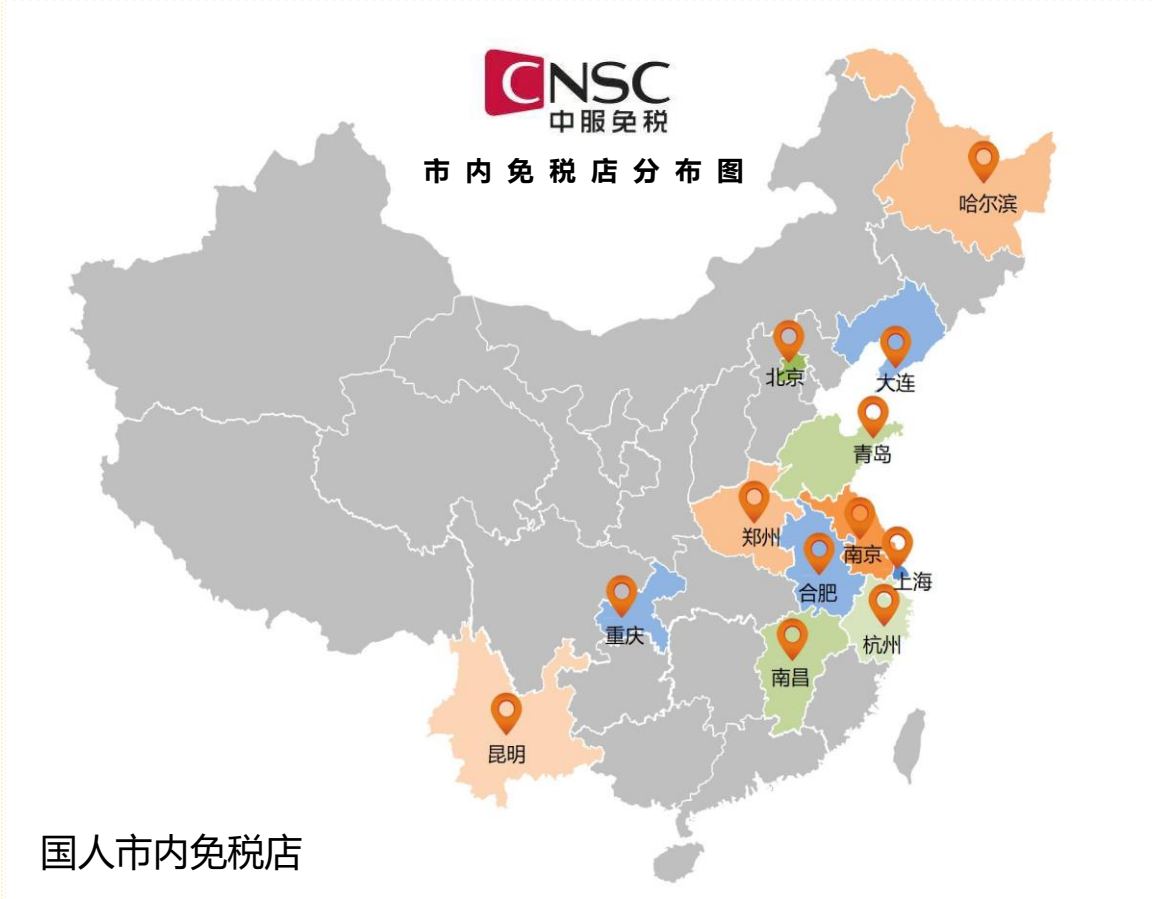 CNSC
中服免税
市内免税店分布图
哈尔滨
北京
大连
青岛
郑州
南京
上海
合肥
重庆
杭州
南昌
昆明
国人市内免税店